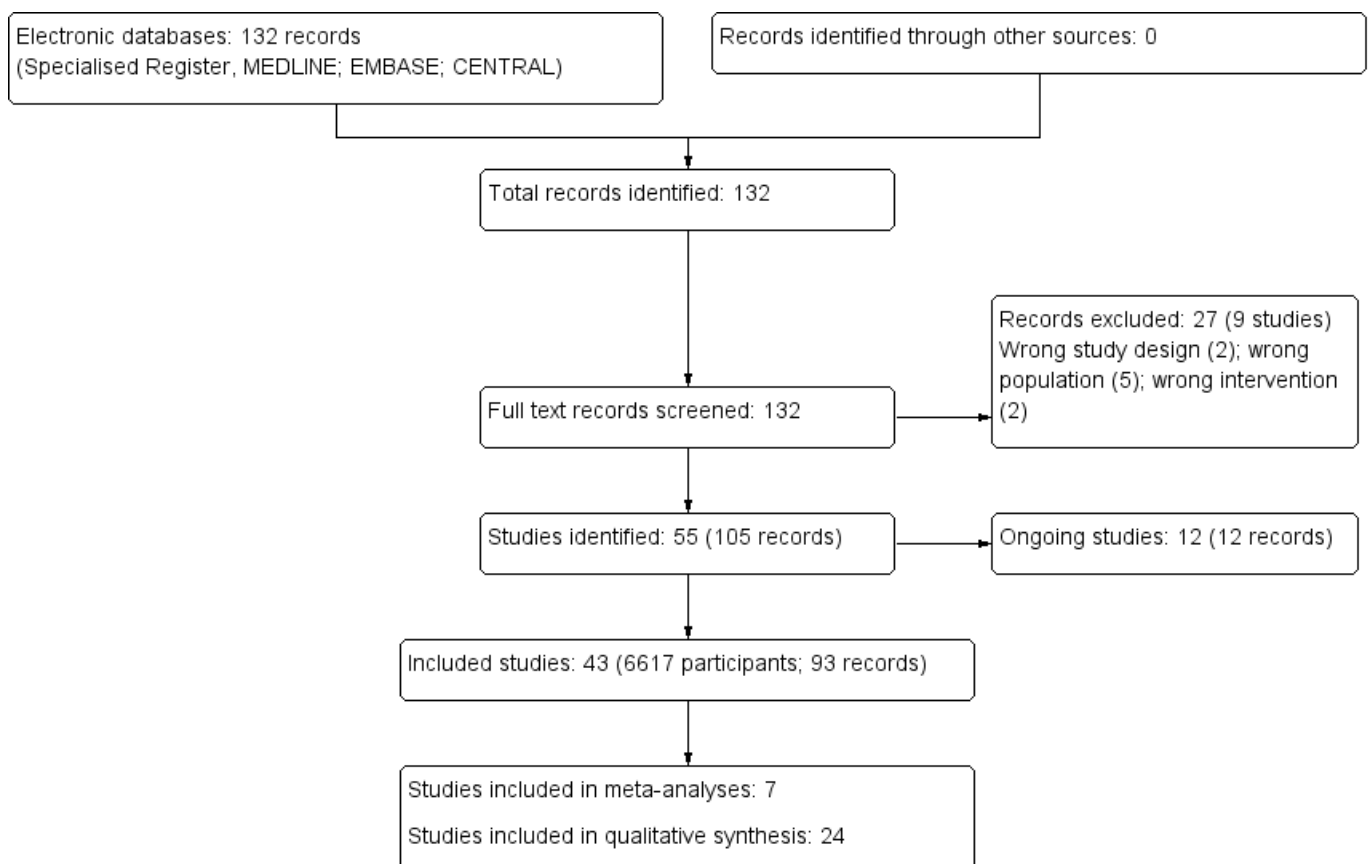 Electronic databases: 132 records
(Specialised Register, MEDLINE; EMBASE; CENTRAL)
Records identified through other sources: 0
Total records identified: 132
Records excluded: 27 (9 studies)
Wrong study design (2); wrong
population (5); wrong intervention
(2)
Full text records screened: 132
Studies identified: 55 (105 records)
Ongoing studies: 12 (12 records)
Included studies: 43 (6617 participants; 93 records)
Studies included in meta-analyses: 7
Studies included in qualitative synthesis: 24